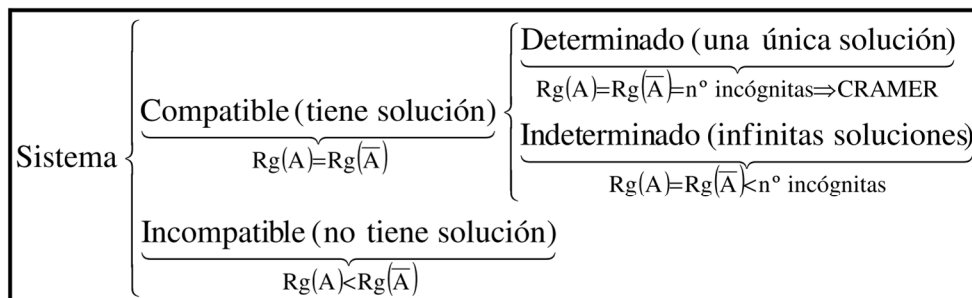 Determinado (una única solución)
Rg(A)=Rg(A̅)=nº incógnitas⇒CRAMER
Compatible (tiene solución)
Rg(A)=Rg(A̅)
Indeterminado (infinitas soluciones)
Rg(A)=Rg(A̅)<nº incógnitas
Sistema
Incompatible (no tiene solución)
Rg(A)<Rg(A̅)